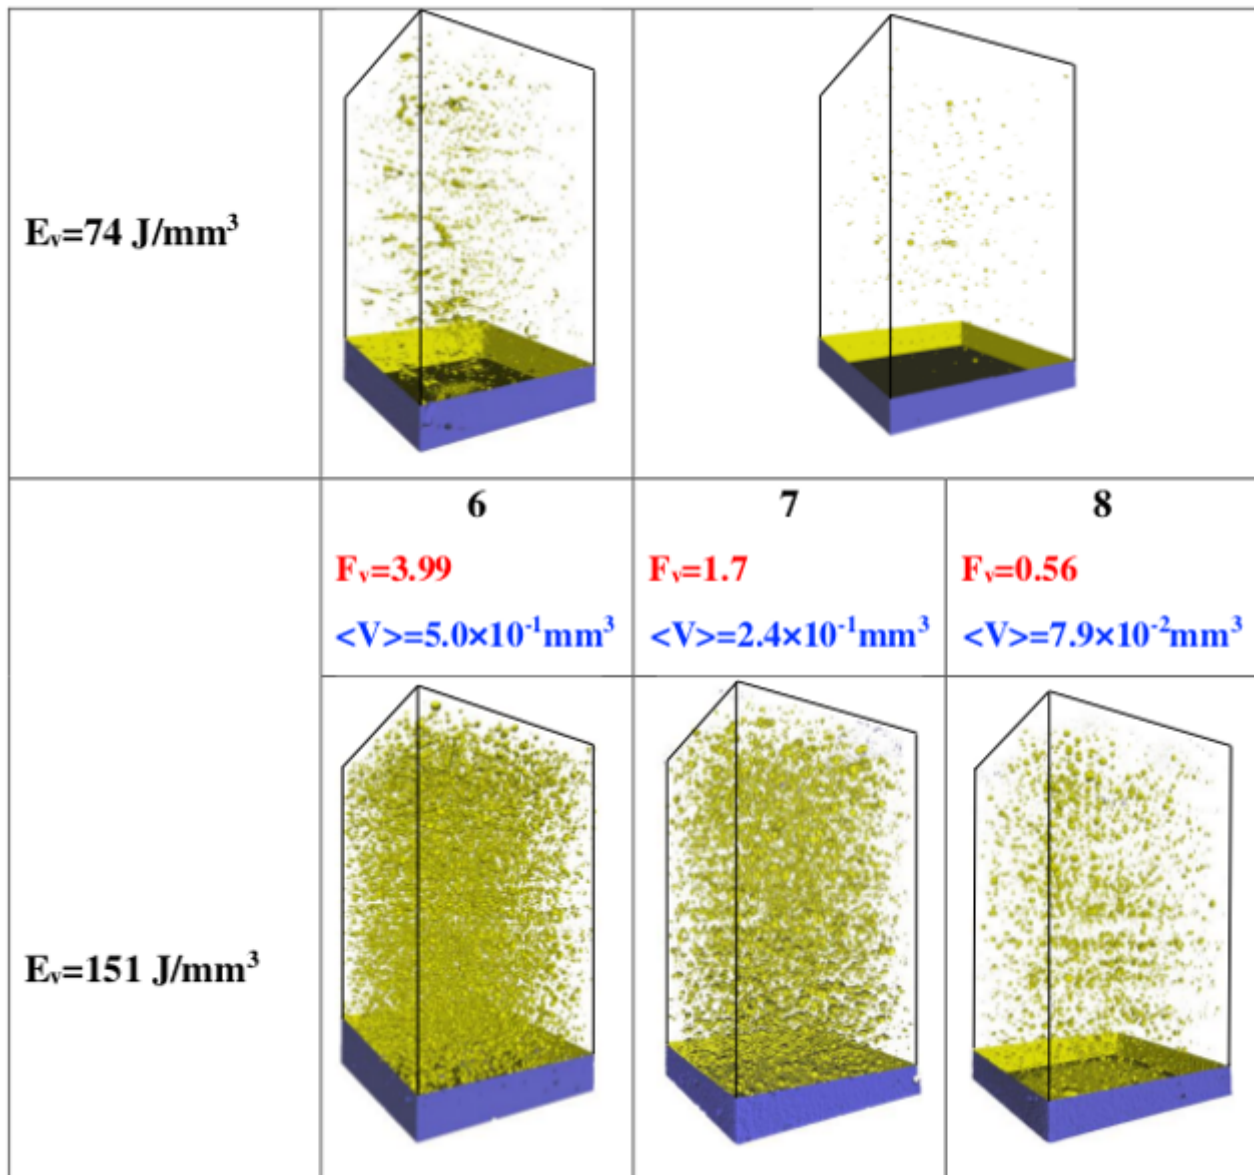 Eᵥ=74 J/mm³
6 7 8
Fᵥ=3.99 Fᵥ=1.7 Fᵥ=0.56
<V>=5.0×10⁻¹mm³ <V>=2.4×10⁻¹mm³ <V>=7.9×10⁻²mm³
Eᵥ=151 J/mm³